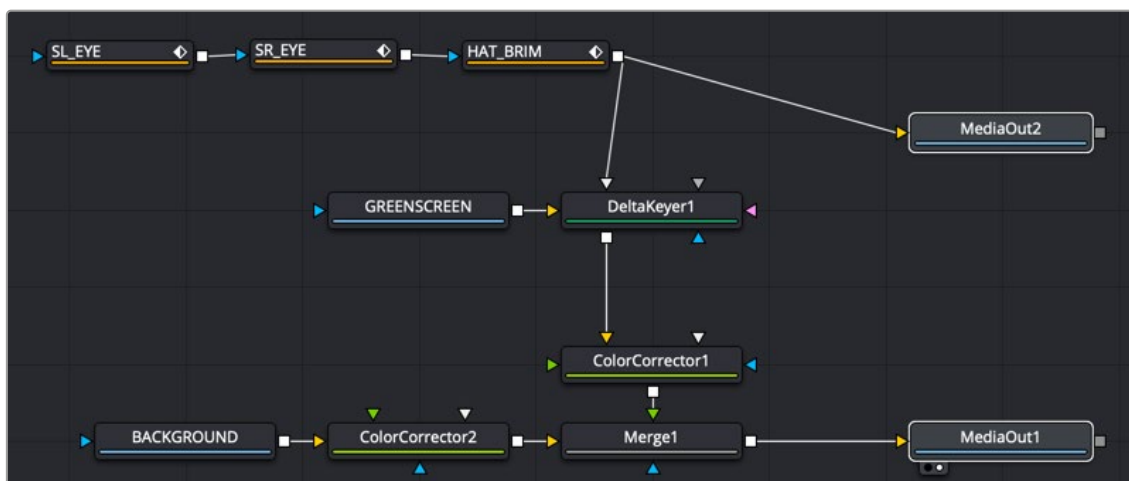 SL_EYE
SR_EYE
HAT_BRIM
MediaOut2
GREENSCREEN
DeltaKeyer1
ColorCorrector1
BACKGROUND
ColorCorrector2
Merge1
MediaOut1